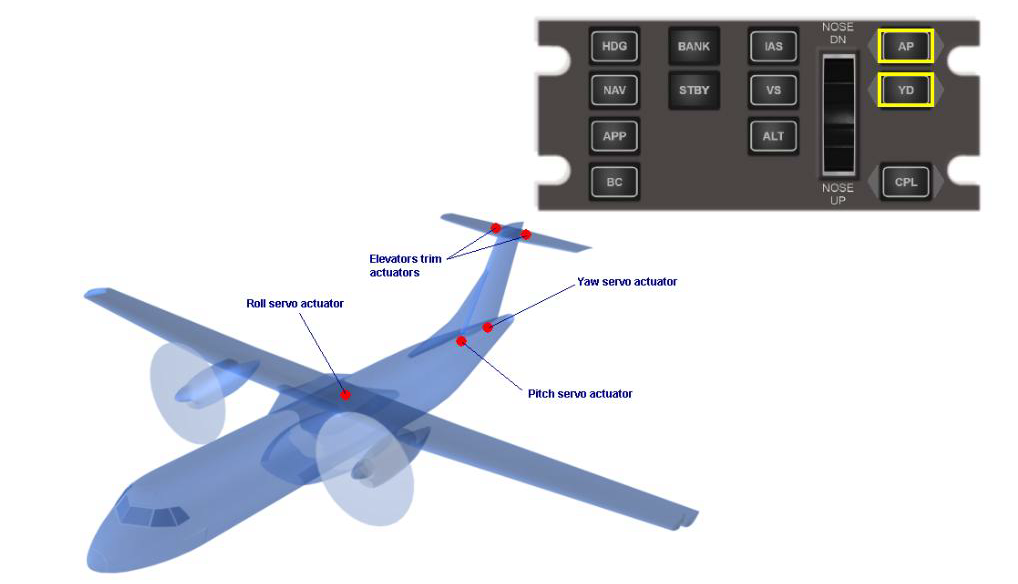 NOSE
DN
HDG
BANK
IAS
AP
NAV
STBY
VS
YD
APP
ALT
BC
CPL
NOSE
UP
Elevators trim
actuators
Yaw servo actuator
Roll servo actuator
Pitch servo actuator